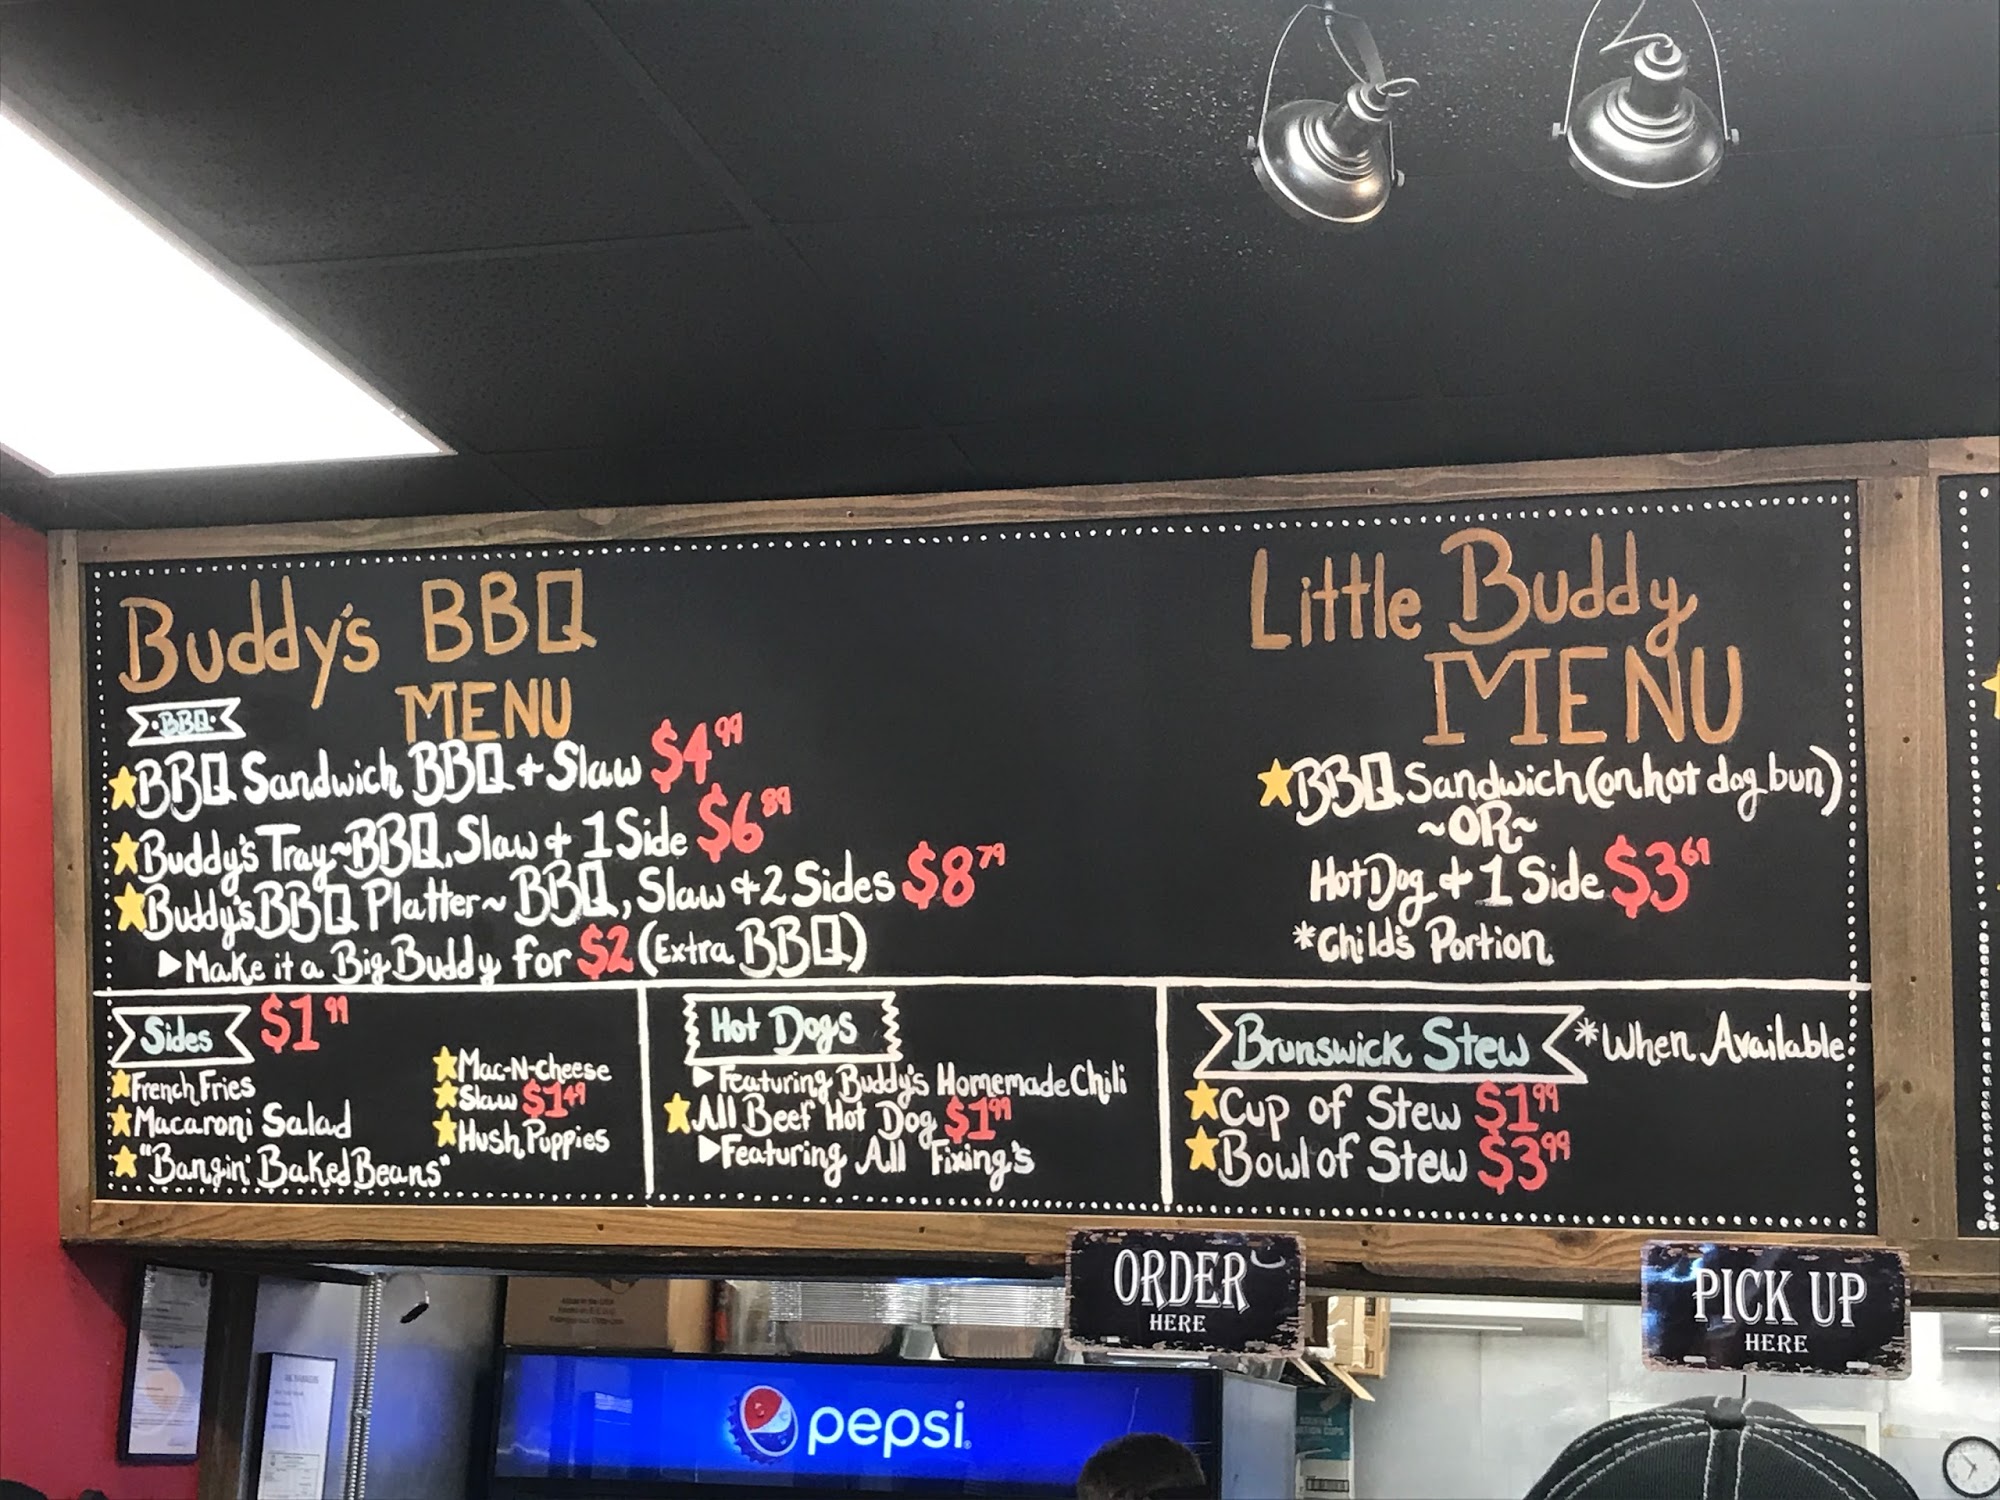 Buddy's BBQ
MENU
BBQ
BBQ Sandwich BBQ + Slaw $4.99
Buddy's Tray~BBQ, Slaw + 1 Side $6.89
Buddy's BBQ Platter~ BBQ, Slaw + 2 Sides $8.79
Make it a Big Buddy for $2 (Extra BBQ)
Little Buddy
MENU
BBQ Sandwich (on hot dog bun)
~OR~
Hot Dog + 1 Side $3.69
*Child's Portion
Sides $1.99
French Fries
Macaroni Salad
"Bangin' Baked Beans"
Mac-N-cheese
Slaw $1.49
Hush Puppies
Hot Dogs
Featuring Buddy's Homemade Chili
All Beef Hot Dog $1.99
Featuring All Fixing's
Brunswick Stew *When Available
Cup of Stew $1.99
Bowl of Stew $3.99
ORDER
HERE
PICK UP
HERE
pepsi